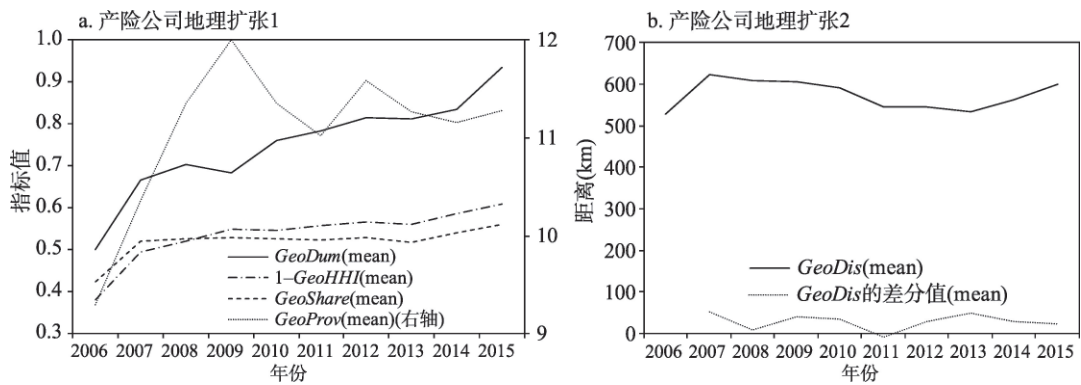 a. 产险公司地理扩张1
1.0
0.9
0.8
0.7
0.6
0.5
0.4
0.3
指标值
12
11
10
9
GeoDum(mean)
1–GeoHHI(mean)
GeoShare(mean)
GeoProv(mean)(右轴)
2006 2007 2008 2009 2010 2011 2012 2013 2014 2015
年份
b. 产险公司地理扩张2
700
600
500
400
300
200
100
0
距离(km)
GeoDis(mean)
GeoDis的差分值(mean)
2006 2007 2008 2009 2010 2011 2012 2013 2014 2015
年份